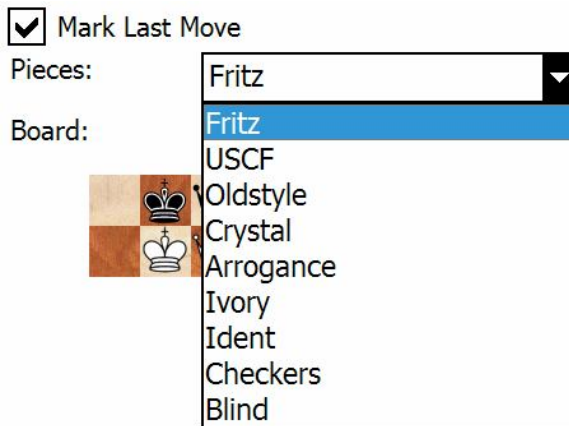 Mark Last Move
Pieces:
Fritz
Board:
Fritz
USCF
Oldstyle
Crystal
Arrogance
Ivory
Ident
Checkers
Blind